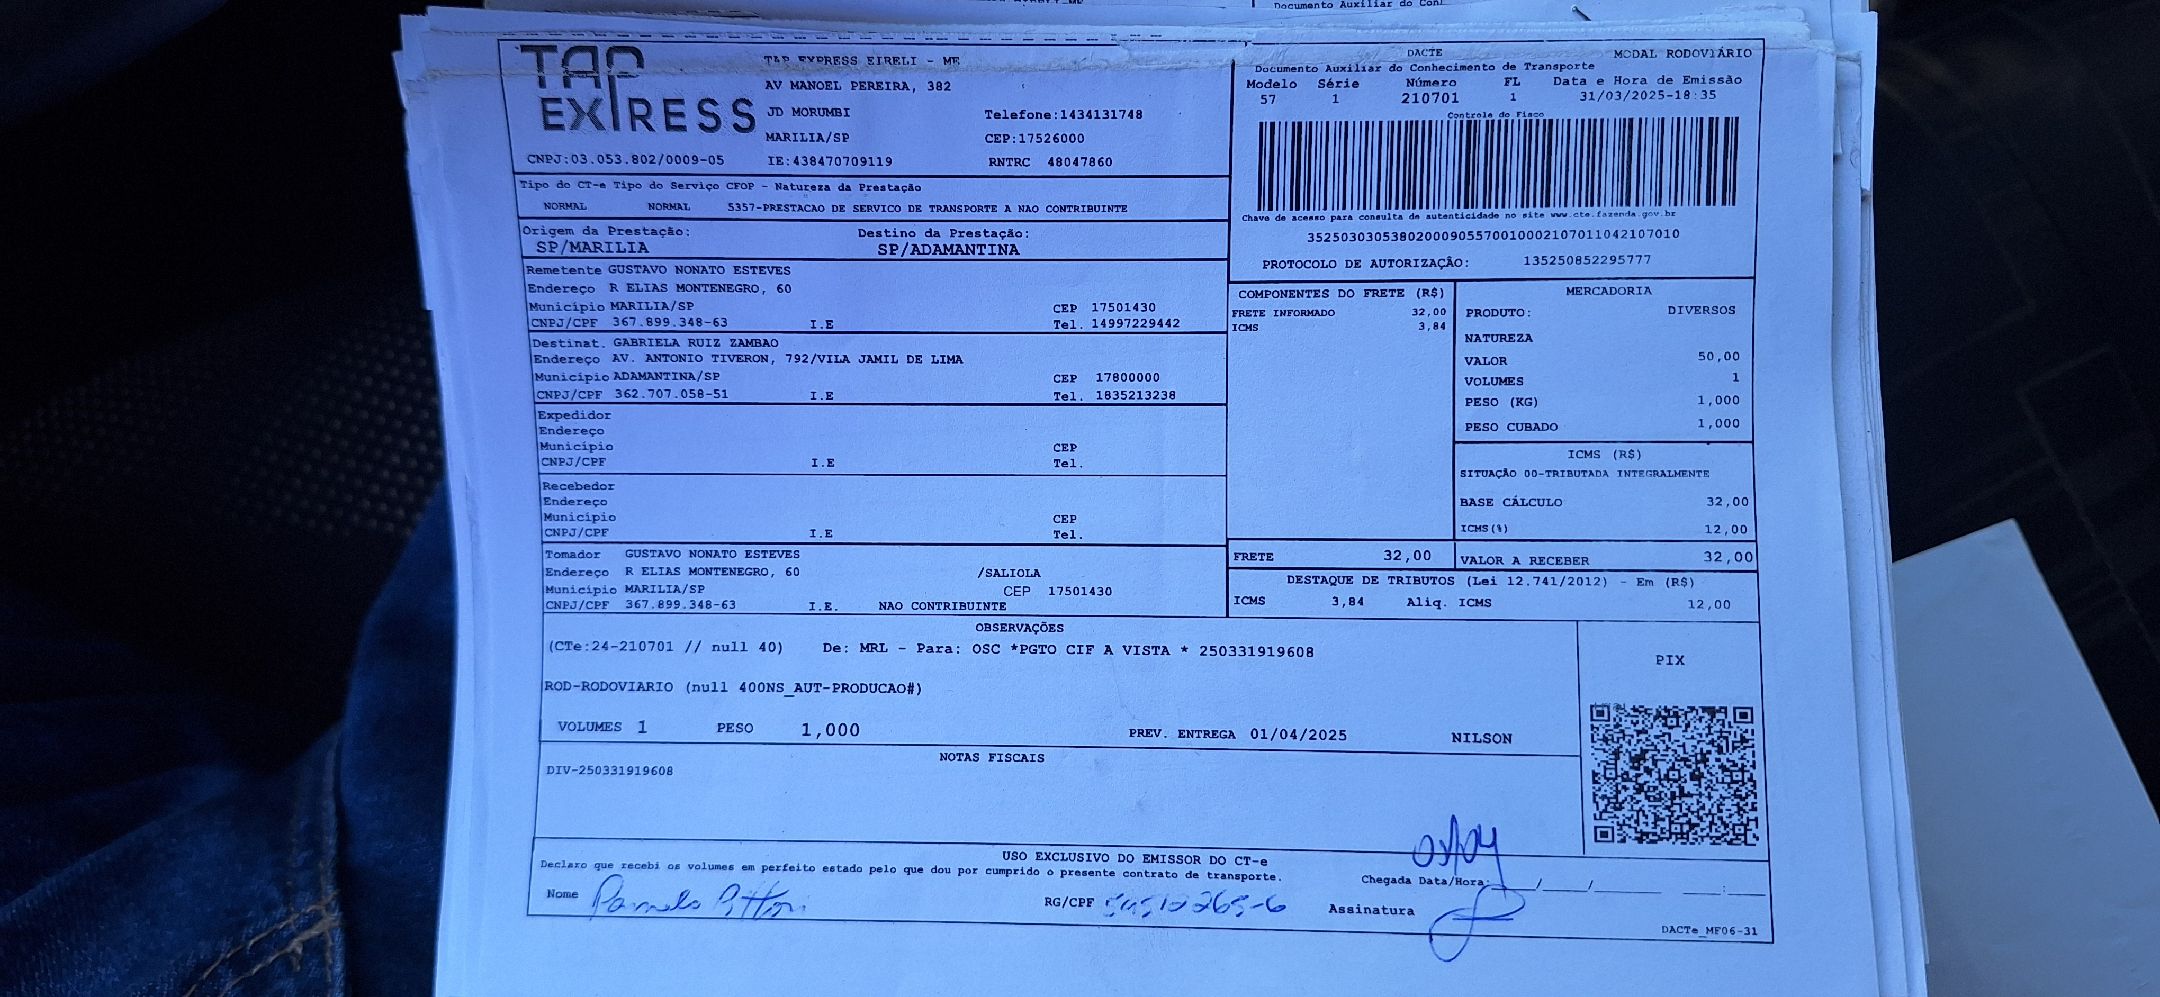 Documento Auxiliar do Con
TAP EXPRESS
TAP EXPRESS EIRELI - ME
AV MANOEL PEREIRA, 382
JD MORUMBI Telefone:1434131748
MARILIA/SP CEP:17526000
CNPJ:03.053.802/0009-05 IE:438470709119 RNTRC 48047860
DACTE MODAL RODOVIÁRIO
Documento Auxiliar do Conhecimento de Transporte
Modelo Série Número FL Data e Hora de Emissão
57 1 210701 1 31/03/2025-18:35
Controle do Fisco
Chave de acesso para consulta de autenticidade no site www.cte.fazenda.gov.br
35250303053802000905570010002107011042107010
PROTOCOLO DE AUTORIZAÇÃO: 135250852295777
Tipo do CT-e Tipo do Serviço CFOP - Natureza da Prestação
NORMAL NORMAL 5357-PRESTACAO DE SERVICO DE TRANSPORTE A NAO CONTRIBUINTE
Origem da Prestação: Destino da Prestação:
SP/MARILIA SP/ADAMANTINA
Remetente GUSTAVO NONATO ESTEVES
Endereço R ELIAS MONTENEGRO, 60
Município MARILIA/SP CEP 17501430
CNPJ/CPF 367.899.348-63 I.E Tel. 14997229442
Destinat. GABRIELA RUIZ ZAMBAO
Endereço AV. ANTONIO TIVERON, 792/VILA JAMIL DE LIMA
Município ADAMANTINA/SP CEP 17800000
CNPJ/CPF 362.707.058-51 I.E Tel. 1835213238
Expedidor
Endereço
Município CEP
CNPJ/CPF I.E Tel.
Recebedor
Endereço
Município CEP
CNPJ/CPF I.E Tel.
Tomador GUSTAVO NONATO ESTEVES
Endereço R ELIAS MONTENEGRO, 60 /SALIOLA
Município MARILIA/SP CEP 17501430
CNPJ/CPF 367.899.348-63 I.E. NAO CONTRIBUINTE
COMPONENTES DO FRETE (R$)
FRETE INFORMADO 32,00
ICMS 3,84
MERCADORIA
PRODUTO: DIVERSOS
NATUREZA
VALOR 50,00
VOLUMES 1
PESO (KG) 1,000
PESO CUBADO 1,000
ICMS (R$)
SITUAÇÃO 00-TRIBUTADA INTEGRALMENTE
BASE CÁLCULO 32,00
ICMS(%) 12,00
FRETE 32,00 VALOR A RECEBER 32,00
DESTAQUE DE TRIBUTOS (Lei 12.741/2012) - Em (R$)
ICMS 3,84 Aliq. ICMS 12,00
OBSERVAÇÕES
(CTe:24-210701 // null 40) De: MRL - Para: OSC *PGTO CIF A VISTA * 250331919608
ROD-RODOVIARIO (null 400NS_AUT-PRODUCAO#)
VOLUMES 1 PESO 1,000 PREV. ENTREGA 01/04/2025 NILSON
PIX
NOTAS FISCAIS
DIV-250331919608
USO EXCLUSIVO DO EMISSOR DO CT-e
Declaro que recebi os volumes em perfeito estado pelo que dou por cumprido o presente contrato de transporte.
Chegada Data/Hora: / / :
Nome RG/CPF Assinatura
DACTe_MF06-31